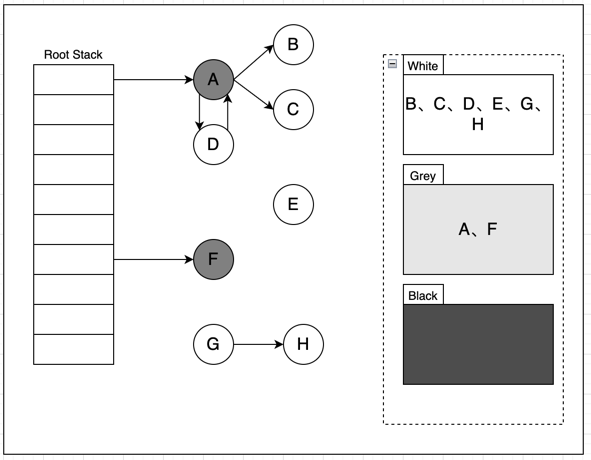 Root Stack
A
B
C
D
E
F
G
H
White
B、C、D、E、G、
H
Grey
A、F
Black